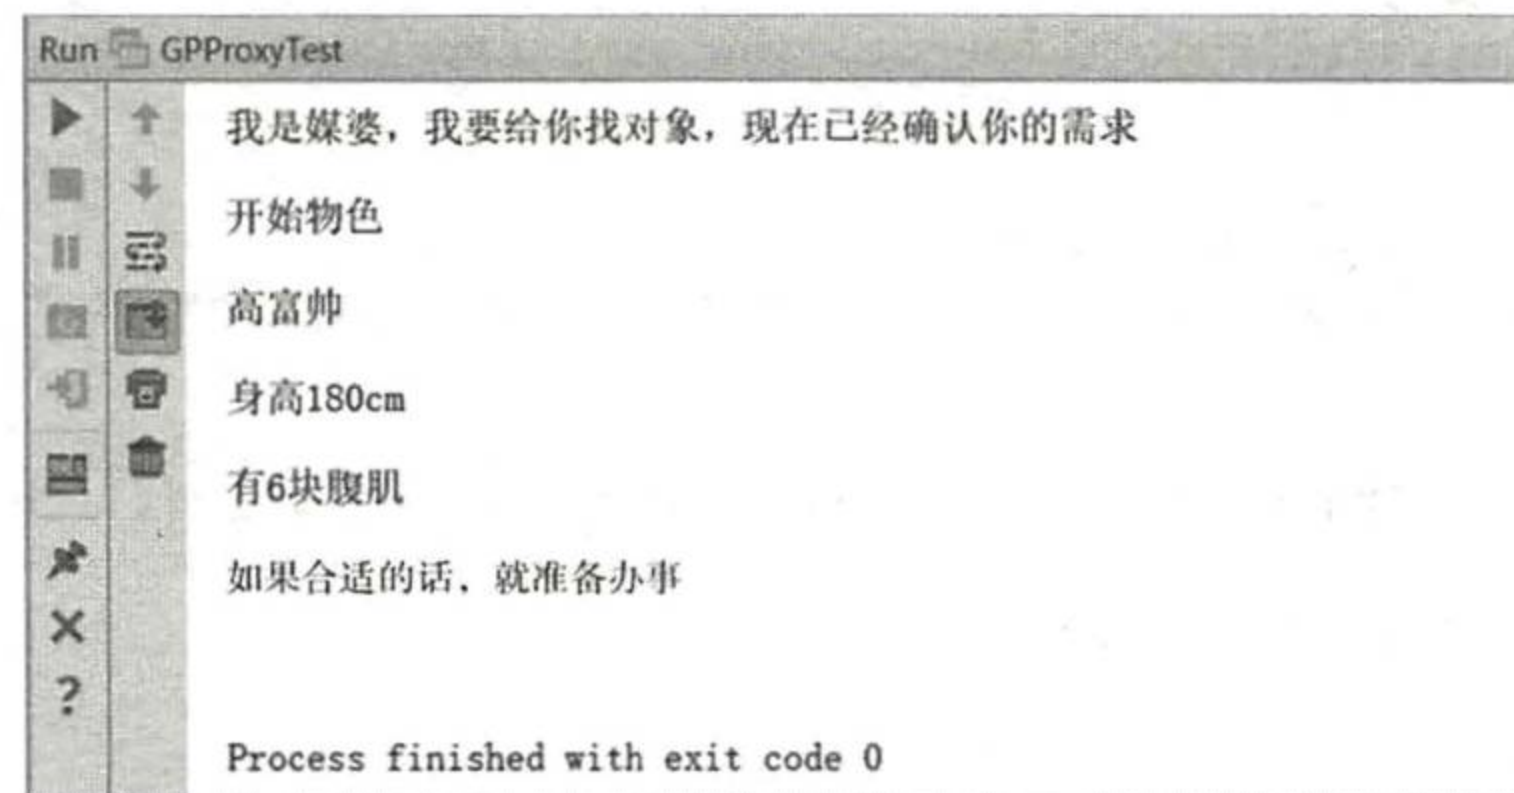 Run GPProxyTest
我是媒婆，我要给你找对象，现在已经确认你的需求
开始物色
高富帅
身高180cm
有6块腹肌
如果合适的话，就准备办事
Process finished with exit code 0